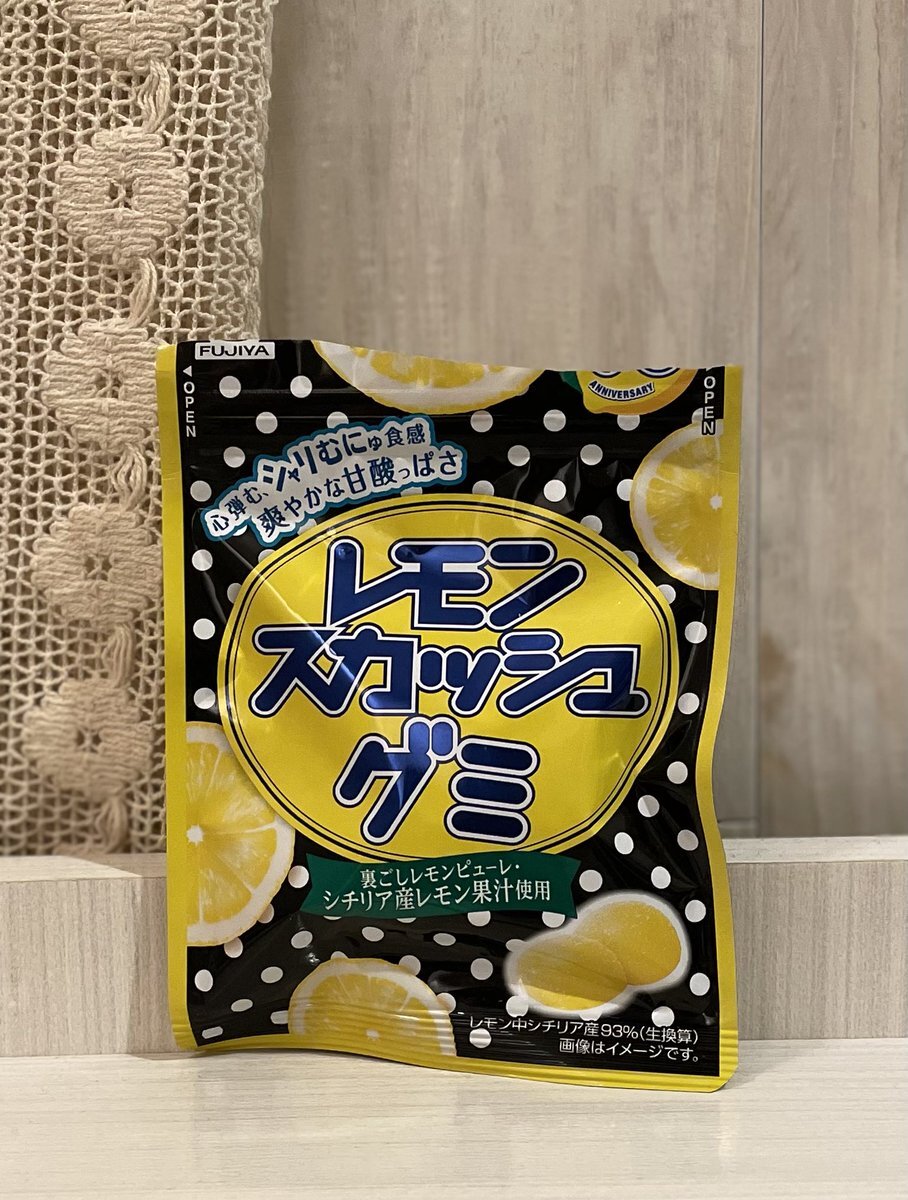 FUJIYA
OPEN
ANNIVERSARY
OPEN
心弾む、シャリむにゅ食感
爽やかな甘酸っぱさ
レモン
スカッシュ
グミ
裏ごしレモンピューレ・
シチリア産レモン果汁使用
レモン中シチリア産93%(生換算)
画像はイメージです。